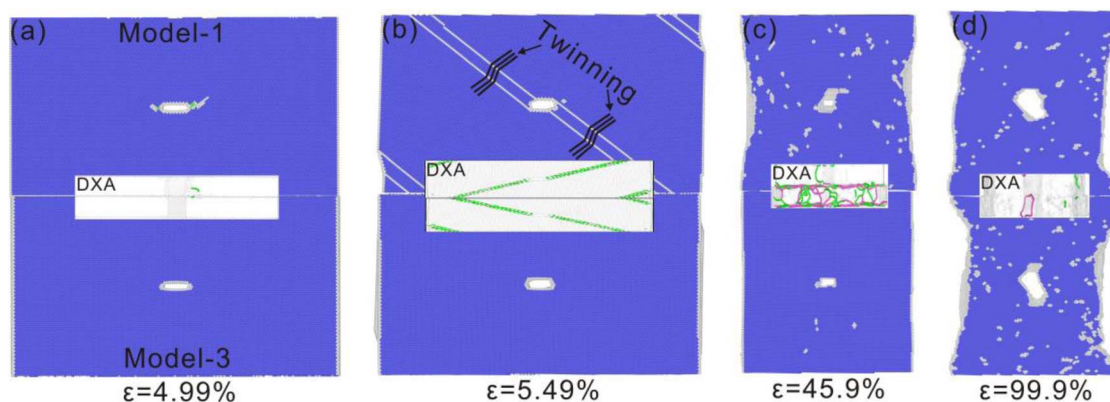 (a)
Model-1
DXA
Model-3
ε=4.99%
(b)
Twinning
DXA
ε=5.49%
(c)
DXA
ε=45.9%
(d)
DXA
ε=99.9%